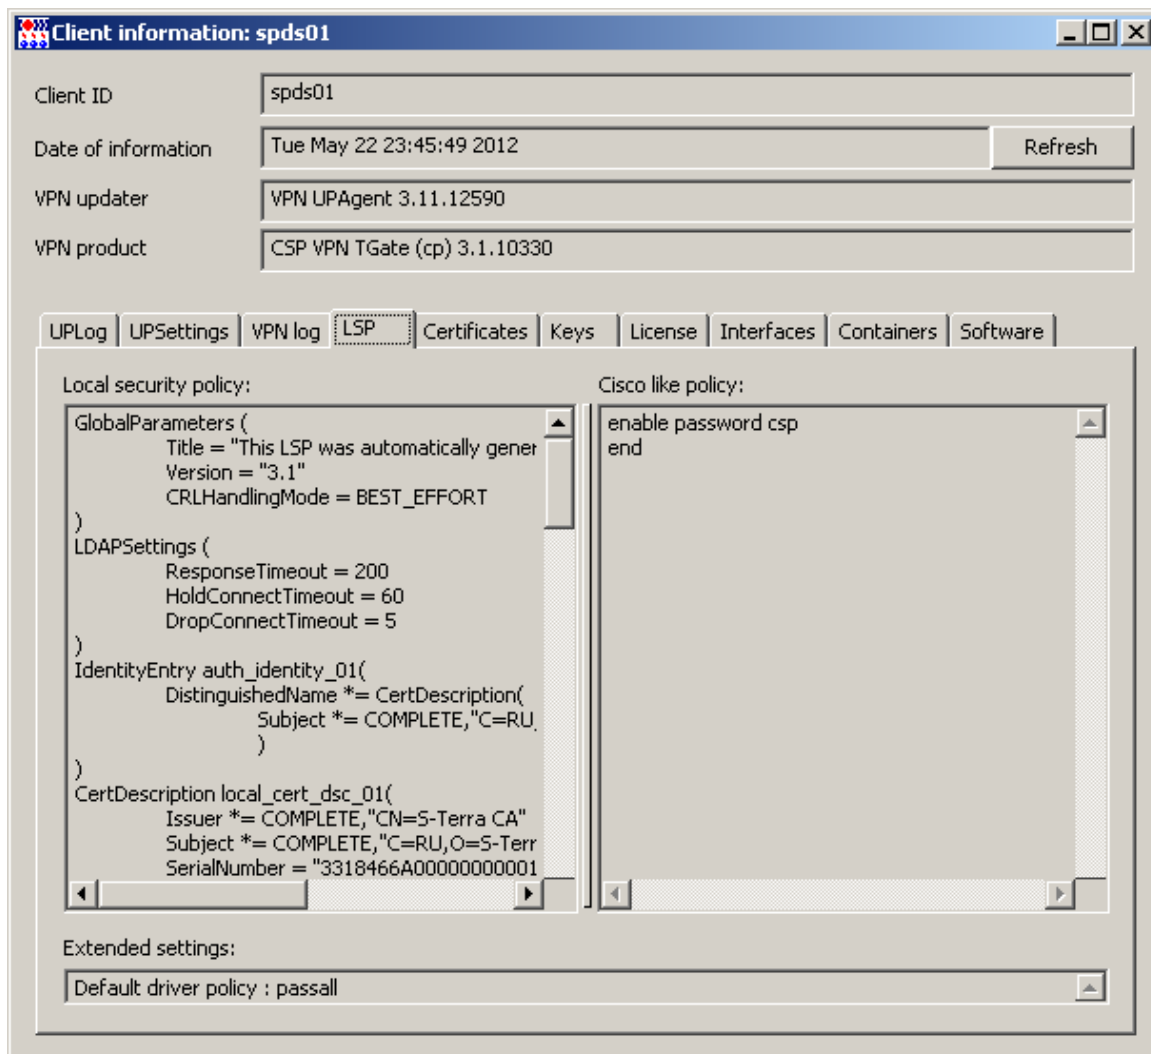 Client information: spds01
Client ID
spds01
Date of information
Tue May 22 23:45:49 2012
Refresh
VPN updater
VPN UPAgent 3.11.12590
VPN product
CSP VPN TGate (cp) 3.1.10330
UPLog UPSettings VPN log LSP Certificates Keys License Interfaces Containers Software
Local security policy:
GlobalParameters (
Title = "This LSP was automatically gener
Version = "3.1"
CRLHandlingMode = BEST_EFFORT
)
LDAPSettings (
ResponseTimeout = 200
HoldConnectTimeout = 60
DropConnectTimeout = 5
)
IdentityEntry auth_identity_01(
DistinguishedName *= CertDescription(
Subject *= COMPLETE,"C=RU,
)
)
CertDescription local_cert_dsc_01(
Issuer *= COMPLETE,"CN=S-Terra CA"
Subject *= COMPLETE,"C=RU,O=S-Terr
SerialNumber = "3318466A00000000001
Cisco like policy:
enable password csp
end
Extended settings:
Default driver policy : passall